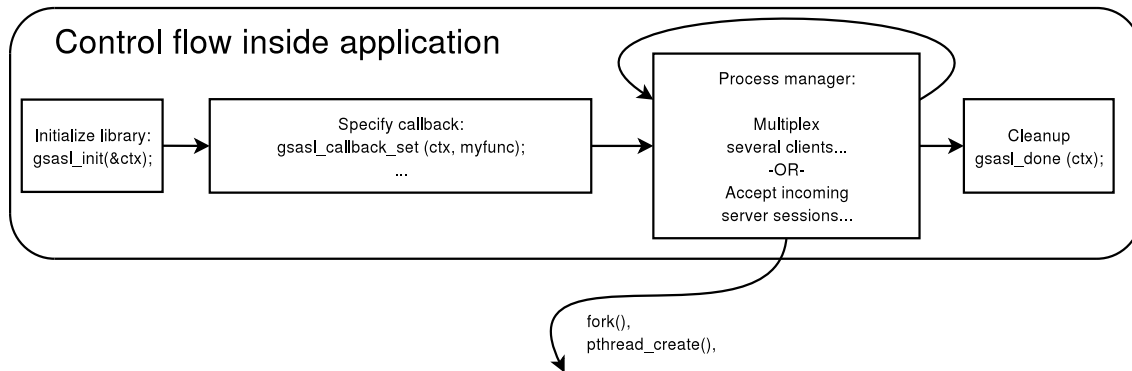 Control flow inside application
Initialize library:
gsasl_init(&ctx);
Specify callback:
gsasl_callback_set (ctx, myfunc);
...
Process manager:
Multiplex
several clients...
-OR-
Accept incoming
server sessions...
Cleanup
gsasl_done (ctx);
fork(),
pthread_create(),